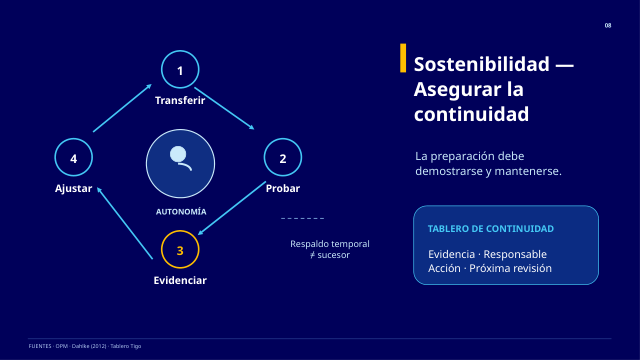 08
Sostenibilidad —
Asegurar la
continuidad
La preparación debe
demostrarse y mantenerse.
1
Transferir
2
Probar
3
Evidenciar
4
Ajustar
AUTONOMÍA
Respaldo temporal
≠ sucesor
TABLERO DE CONTINUIDAD
Evidencia · Responsable
Acción · Próxima revisión
FUENTES · DPM · Dahlke (2012) · Tablero Tigo